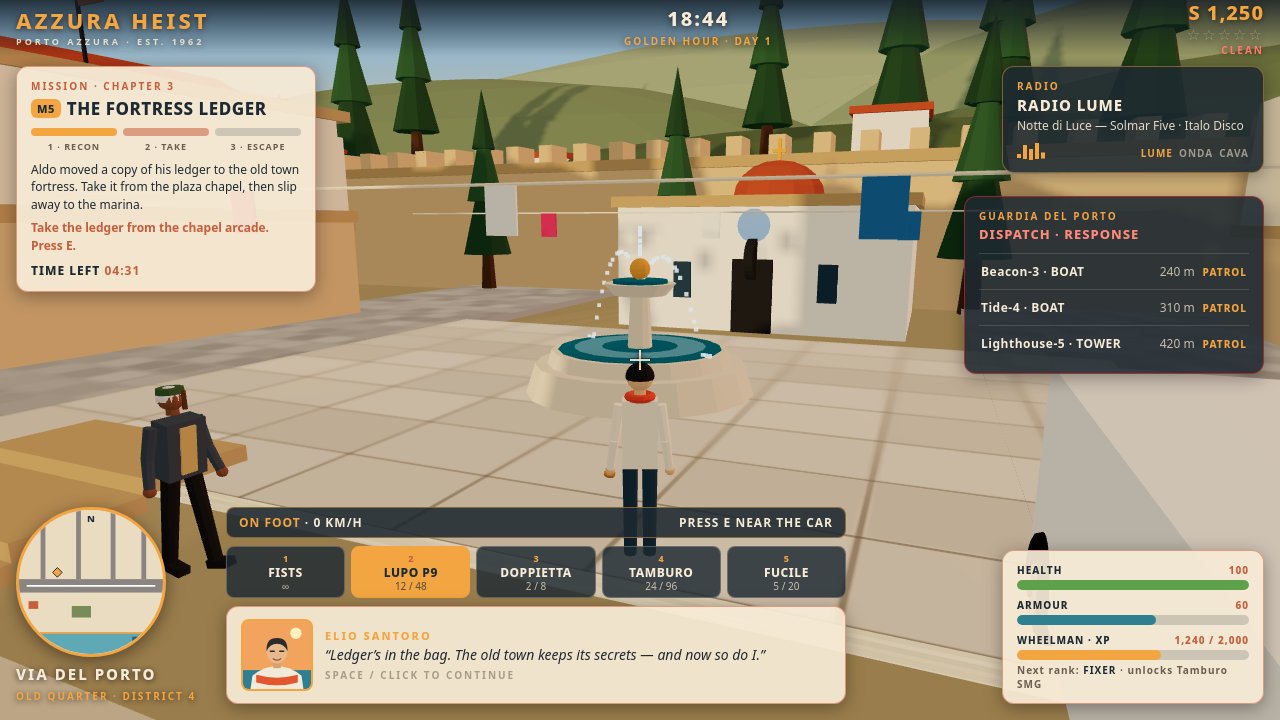 AZZURA HEIST
PORTO AZZURA · EST. 1962
18:44
GOLDEN HOUR · DAY 1
S 1,250
☆☆☆☆☆
CLEAN
MISSION · CHAPTER 3
M5 THE FORTRESS LEDGER
1 · RECON 2 · TAKE 3 · ESCAPE
Aldo moved a copy of his ledger to the old town
fortress. Take it from the plaza chapel, then slip
away to the marina.
Take the ledger from the chapel arcade.
Press E.
TIME LEFT 04:31
RADIO
RADIO LUME
Notte di Luce — Solmar Five · Italo Disco
LUME ONDA CAVA
GUARDIA DEL PORTO
DISPATCH · RESPONSE
Beacon-3 · BOAT 240 m PATROL
Tide-4 · BOAT 310 m PATROL
Lighthouse-5 · TOWER 420 m PATROL
N
VIA DEL PORTO
OLD QUARTER · DISTRICT 4
ON FOOT · 0 KM/H PRESS E NEAR THE CAR
1 2 3 4 5
FISTS LUPO P9 DOPPIETTA TAMBURO FUCILE
∞ 12 / 48 2 / 8 24 / 96 5 / 20
ELIO SANTORO
“Ledger’s in the bag. The old town keeps its secrets — and now so do I.”
SPACE / CLICK TO CONTINUE
HEALTH 100
ARMOUR 60
WHEELMAN · XP 1,240 / 2,000
Next rank: FIXER · unlocks Tamburo
SMG